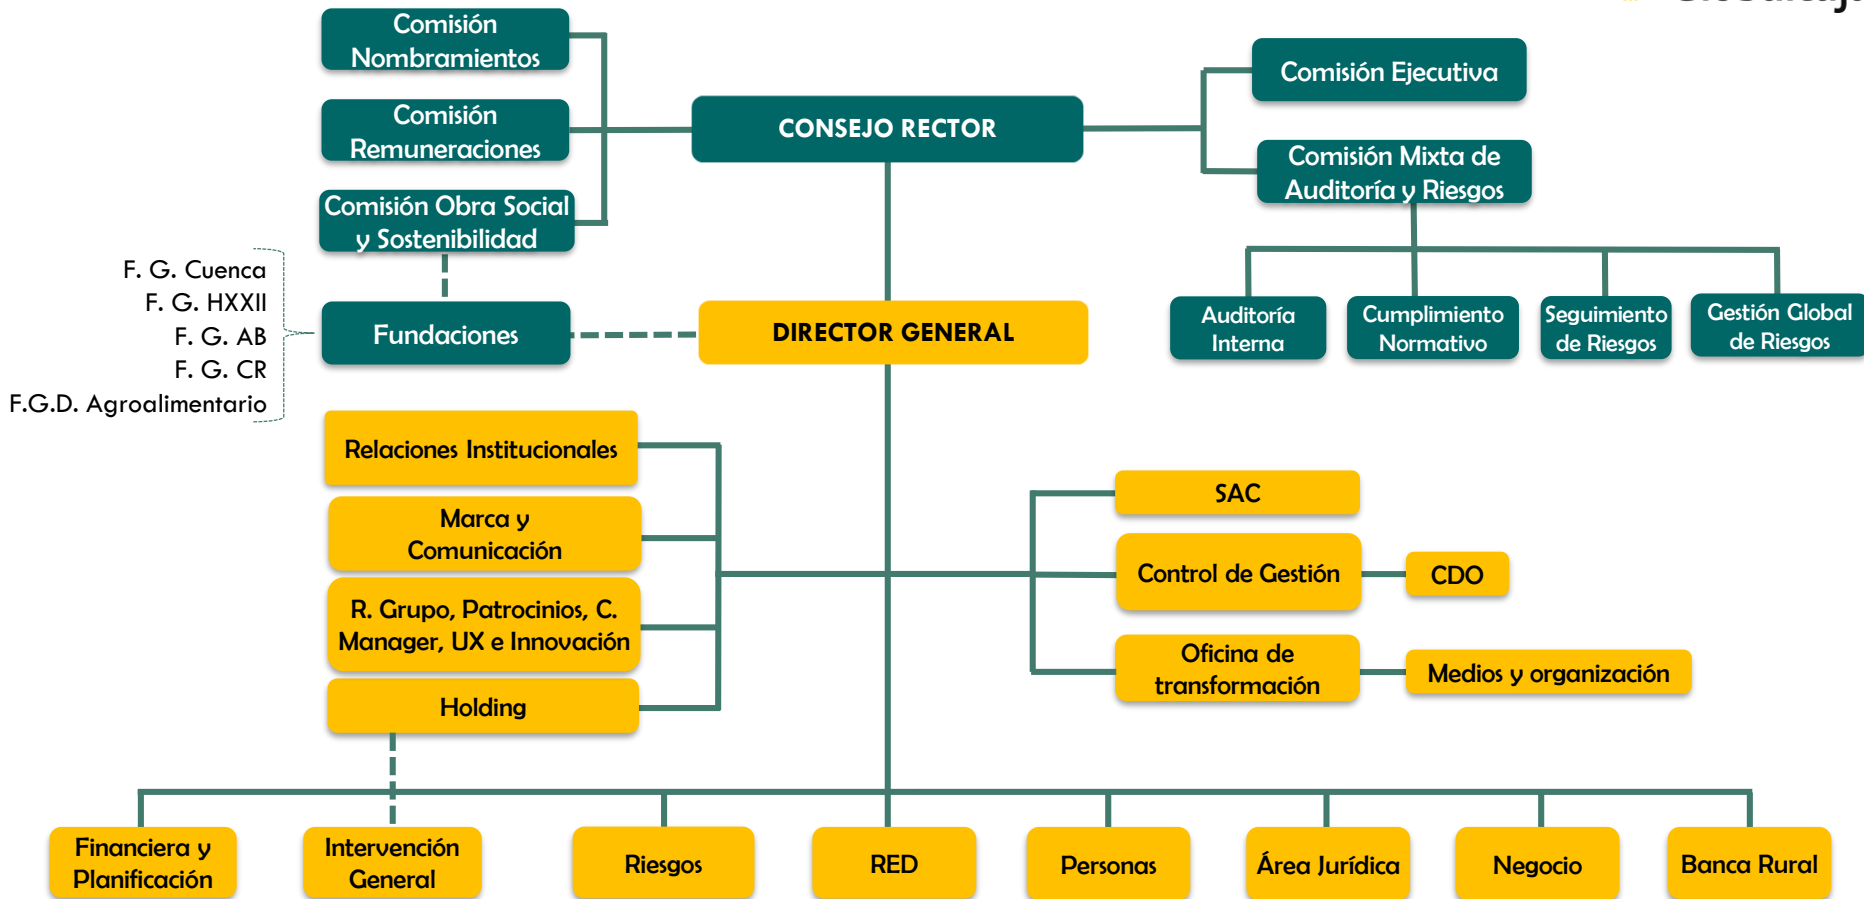 Comisión
Nombramientos
Comisión
Remuneraciones
Comisión Obra Social
y Sostenibilidad
CONSEJO RECTOR
Comisión Ejecutiva
Comisión Mixta de
Auditoría y Riesgos
F. G. Cuenca
F. G. HXXII
F. G. AB
F. G. CR
F.G.D. Agroalimentario
Fundaciones
DIRECTOR GENERAL
Auditoría
Interna
Cumplimiento
Normativo
Seguimiento
de Riesgos
Gestión Global
de Riesgos
Relaciones Institucionales
Marca y
Comunicación
R. Grupo, Patrocinios, C.
Manager, UX e Innovación
Holding
SAC
Control de Gestión
CDO
Oficina de
transformación
Medios y organización
Financiera y
Planificación
Intervención
General
Riesgos
RED
Personas
Área Jurídica
Negocio
Banca Rural